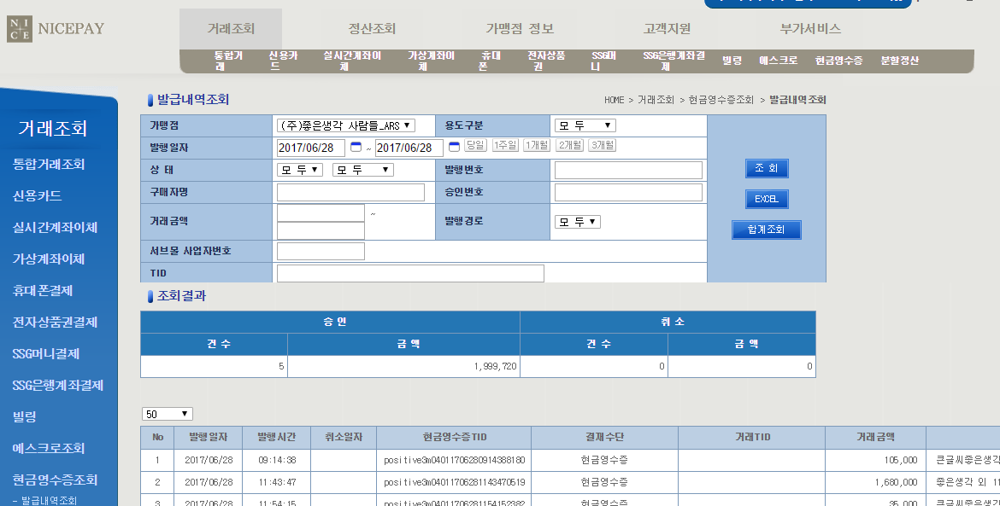 NICE NICEPAY
거래조회 정산조회 가맹점 정보 고객지원 부가서비스
통합거래 신용카드 실시간계좌이체 가상계좌이체 휴대폰 전자상품권 SSG머니 SSG은행계좌결제 빌링 에스크로 현금영수증 분할정산
거래조회
통합거래조회
신용카드
실시간계좌이체
가상계좌이체
휴대폰결제
전자상품권결제
SSG머니결제
SSG은행계좌결제
빌링
에스크로조회
현금영수증조회
- 발급내역조회
발급내역조회
HOME > 거래조회 > 현금영수증조회 > 발급내역조회
가맹점 (주)좋은생각 사람들_ARS 용도구분 모 두
발행일자 2017/06/28 ~ 2017/06/28 당일 1주일 1개월 2개월 3개월
상 태 모 두 모 두 발행번호
구매자명 승인번호
거래금액 ~ 발행경로 모 두
서브몰 사업자번호
TID
조 회
EXCEL
합계조회
조회결과
승 인 취 소
건 수 금 액 건 수 금 액
5 1,999,720 0 0
50
No 발행일자 발행시간 취소일자 현금영수증TID 결제수단 거래TID 거래금액
1 2017/06/28 09:14:38 positive3m04011706280914388180 현금영수증 105,000 큰글씨좋은생각
2 2017/06/28 11:43:47 positive3m04011706281143470519 현금영수증 1,680,000 좋은생각 외 11
3 2017/06/28 11:54:15 positive3m04011706281154152382 현금영수증 35,000 큰글씨좋은생각